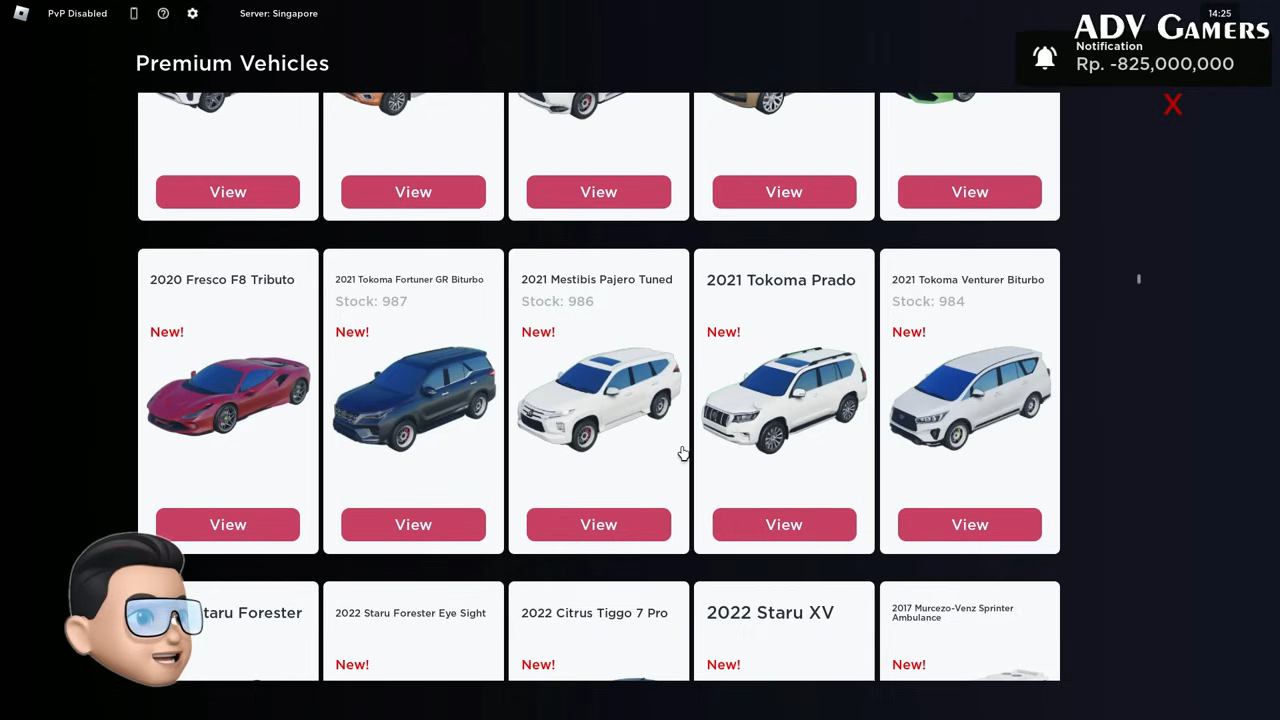 PvP Disabled
Server: Singapore
14:25
ADV GAMERS
Notification
Rp. -825,000,000
Premium Vehicles
X
View
View
View
View
View
2020 Fresco F8 Tributo
New!
View
2021 Tokoma Fortuner GR Biturbo
Stock: 987
New!
View
2021 Mestibis Pajero Tuned
Stock: 986
New!
View
2021 Tokoma Prado
New!
View
2021 Tokoma Venturer Biturbo
Stock: 984
New!
View
taru Forester
2022 Staru Forester Eye Sight
New!
2022 Citrus Tiggo 7 Pro
New!
2022 Staru XV
New!
2017 Murcezo-Venz Sprinter
Ambulance
New!